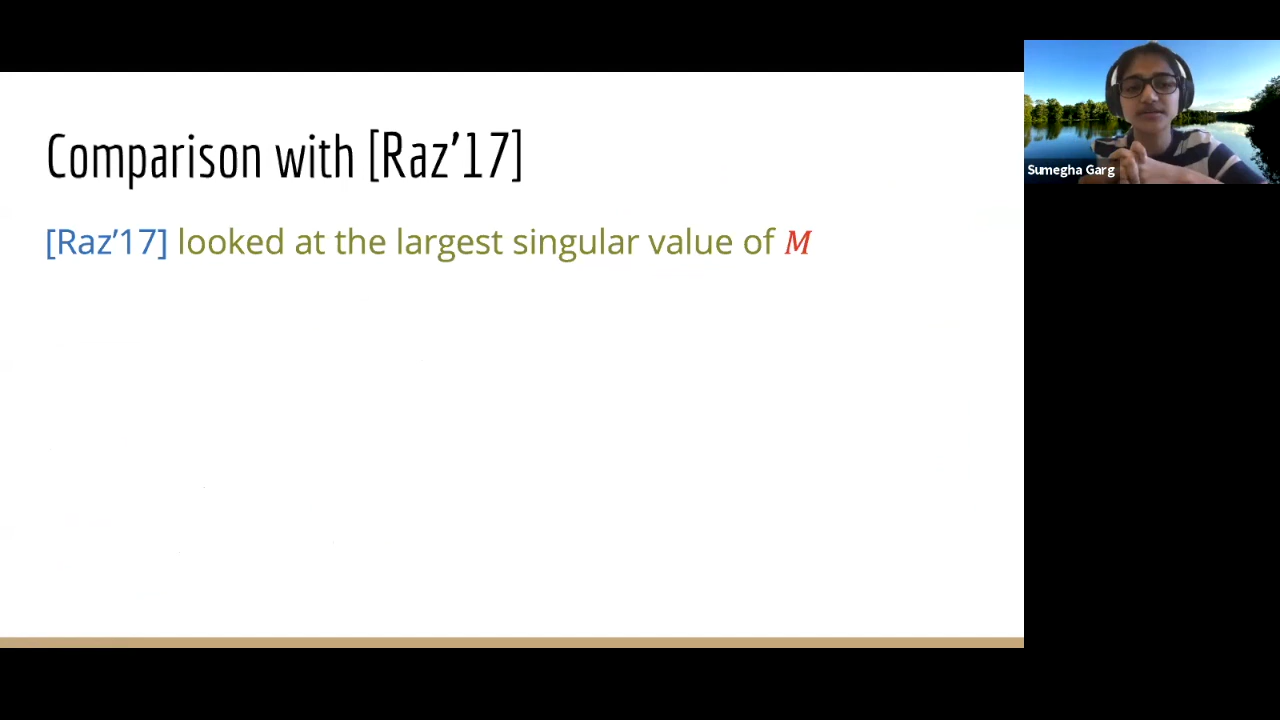 Comparison with [Raz'17]
[Raz'17] looked at the largest singular value of M
Sumegha Garg